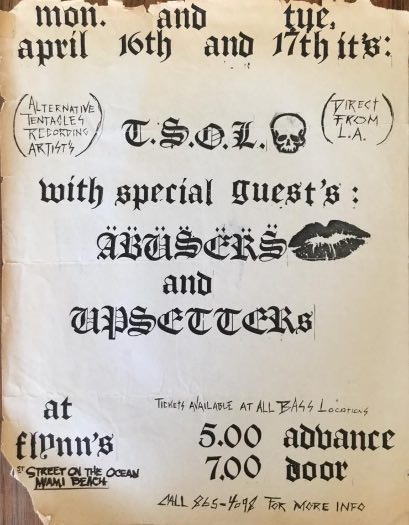 mon. and tue,
april 16th and 17th it's:
(ALTERNATIVE
TENTACLES
RECORDING
ARTISTS)
T.S.O.L.
(DIRECT
FROM
L.A.)
with special guest's:
ÄBÜSËRS̈
and
UPSETTERs
at
flynn's
ST STREET ON THE OCEAN
MIAMI BEACH
TICKETS AVAILABLE AT ALL BASS LOCATIONS
5.00 advance
7.00 door
CALL 865-4098 FOR MORE INFO